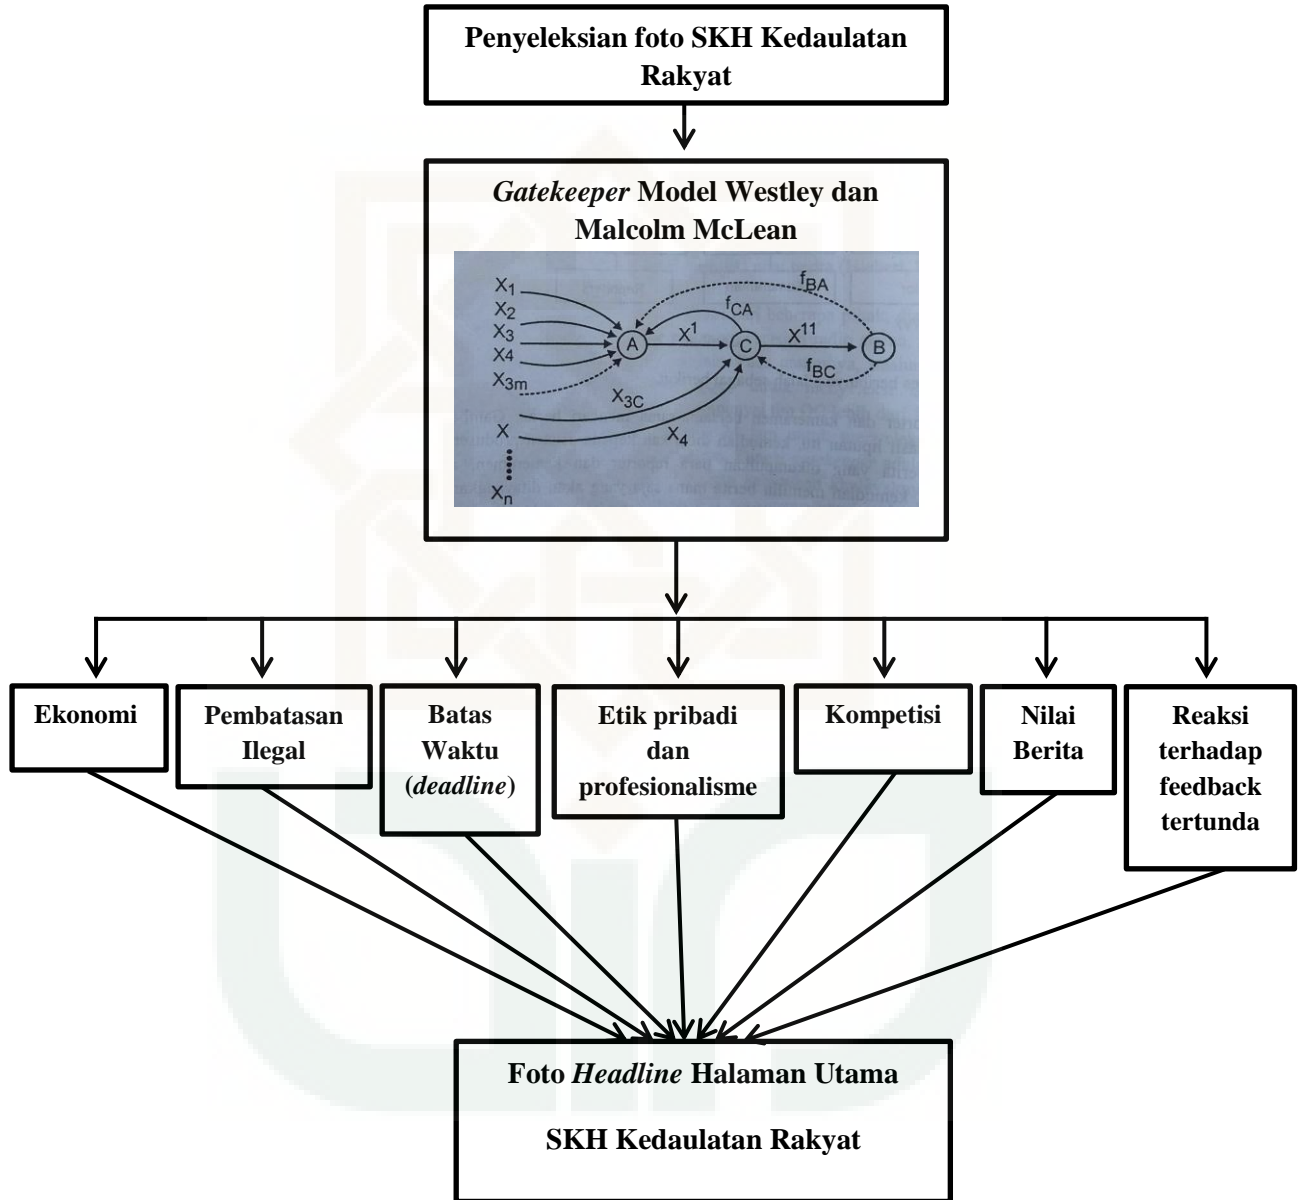 Penyeleksian foto SKH Kedaulatan
Rakyat
Gatekeeper Model Westley dan
Malcolm McLean
X1
X2
X3
X4
X3m
X
Xn
A
X1
C
X11
B
fBA
fCA
fBC
X3C
X4
Ekonomi
Pembatasan
Ilegal
Batas
Waktu
(deadline)
Etik pribadi
dan
profesionalisme
Kompetisi
Nilai
Berita
Reaksi
terhadap
feedback
tertunda
Foto Headline Halaman Utama
SKH Kedaulatan Rakyat